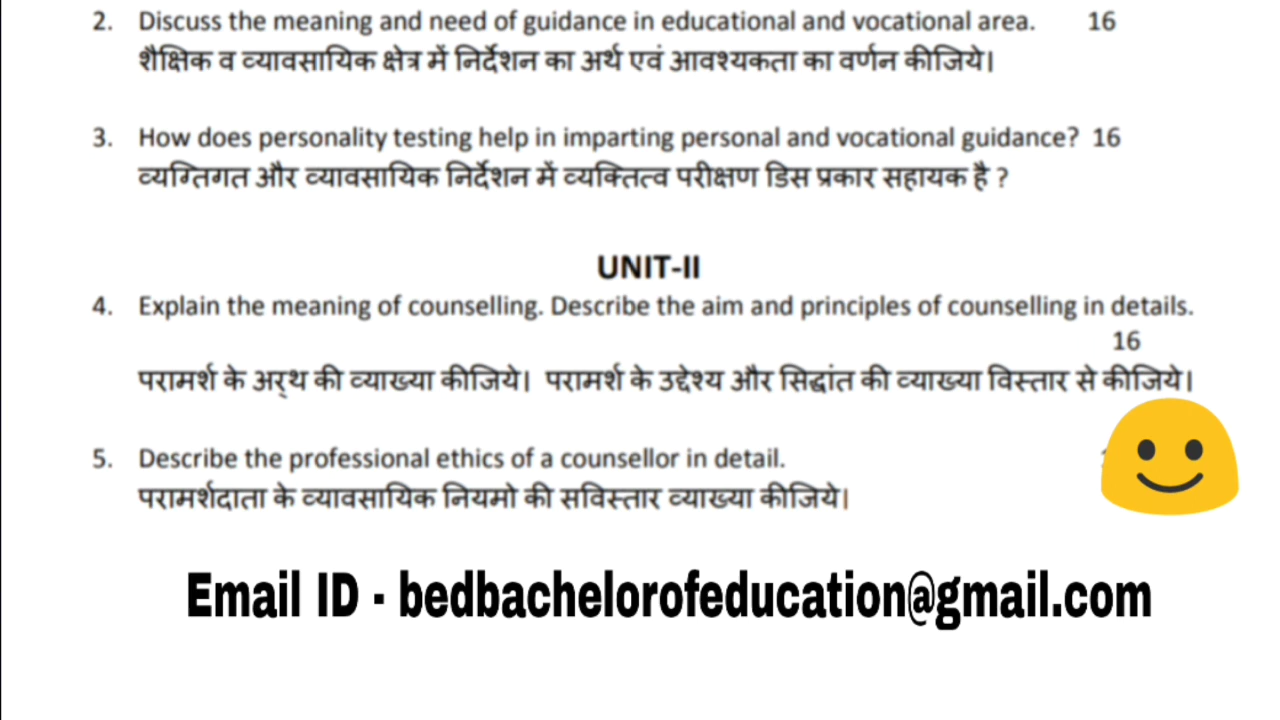 2. Discuss the meaning and need of guidance in educational and vocational area. 16
शैक्षिक व व्यावसायिक क्षेत्र में निर्देशन का अर्थ एवं आवश्यकता का वर्णन कीजिये।
3. How does personality testing help in imparting personal and vocational guidance? 16
व्यग्तिगत और व्यावसायिक निर्देशन में व्यक्तित्व परीक्षण डिस प्रकार सहायक है ?
UNIT-II
4. Explain the meaning of counselling. Describe the aim and principles of counselling in details.
16
परामर्श के अर्‌थ की व्याख्या कीजिये। परामर्श के उद्देश्य और सिद्धांत की व्याख्या विस्तार से कीजिये।
5. Describe the professional ethics of a counsellor in detail.
परामर्शदाता के व्यावसायिक नियमो की सविस्तार व्याख्या कीजिये।
Email ID - bedbachelorofeducation@gmail.com